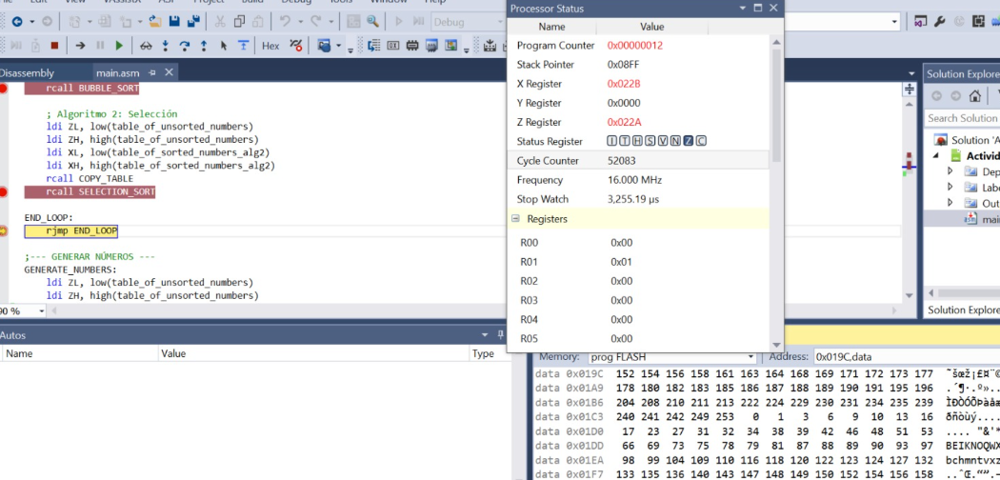 View VAssistX ASF Project Build Debug Tools Window Help
Debug
Hex
Disassembly main.asm
rcall BUBBLE_SORT
; Algoritmo 2: Selección
ldi ZL, low(table_of_unsorted_numbers)
ldi ZH, high(table_of_unsorted_numbers)
ldi XL, low(table_of_sorted_numbers_alg2)
ldi XH, high(table_of_sorted_numbers_alg2)
rcall COPY_TABLE
rcall SELECTION_SORT
END_LOOP:
rjmp END_LOOP
;--- GENERAR NÚMEROS ---
GENERATE_NUMBERS:
ldi ZL, low(table_of_unsorted_numbers)
ldi ZH, high(table_of_unsorted_numbers)
Autos
Name Value Type
Processor Status
Name Value
Program Counter 0x00000012
Stack Pointer 0x08FF
X Register 0x022B
Y Register 0x0000
Z Register 0x022A
Status Register I T H S V N Z C
Cycle Counter 52083
Frequency 16.000 MHz
Stop Watch 3,255.19 µs
Registers
R00 0x00
R01 0x01
R02 0x00
R03 0x00
R04 0x00
R05 0x00
Solution Explore
Search Solution
Solution 'A
Activid
Dep
Labe
Out
mai
Solution Explore
Memory: prog FLASH Address: 0x019C,data
data 0x019C 152 154 156 158 161 163 164 168 169 171 172 173 177
data 0x01A9 178 180 182 183 185 186 187 188 189 190 191 195 196
data 0x01B6 204 208 210 211 213 222 224 229 230 231 234 235 239
data 0x01C3 240 241 242 249 253 0 1 3 6 9 10 13 16
data 0x01D0 17 23 27 31 32 34 38 39 42 46 48 51 53
data 0x01DD 66 69 73 75 78 79 81 87 88 89 90 93 97 BEIKNOQWX
data 0x01EA 98 99 104 109 110 116 118 120 122 123 124 127 132 bchmntvxz
data 0x01F7 133 135 136 140 143 147 148 149 150 152 154 156 158